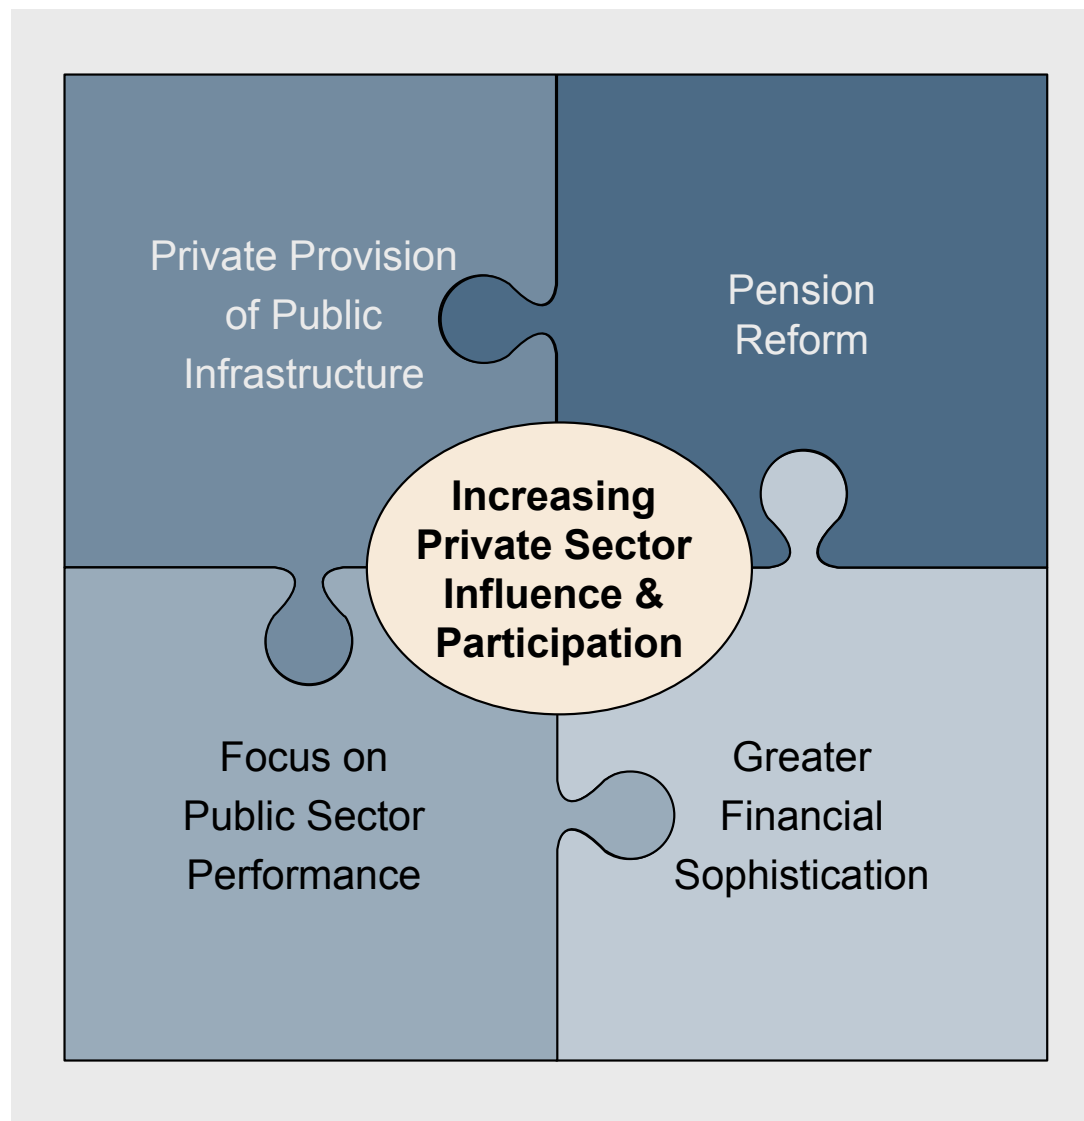 Private Provision
of Public
Infrastructure
Pension
Reform
Increasing
Private Sector
Influence &
Participation
Focus on
Public Sector
Performance
Greater
Financial
Sophistication